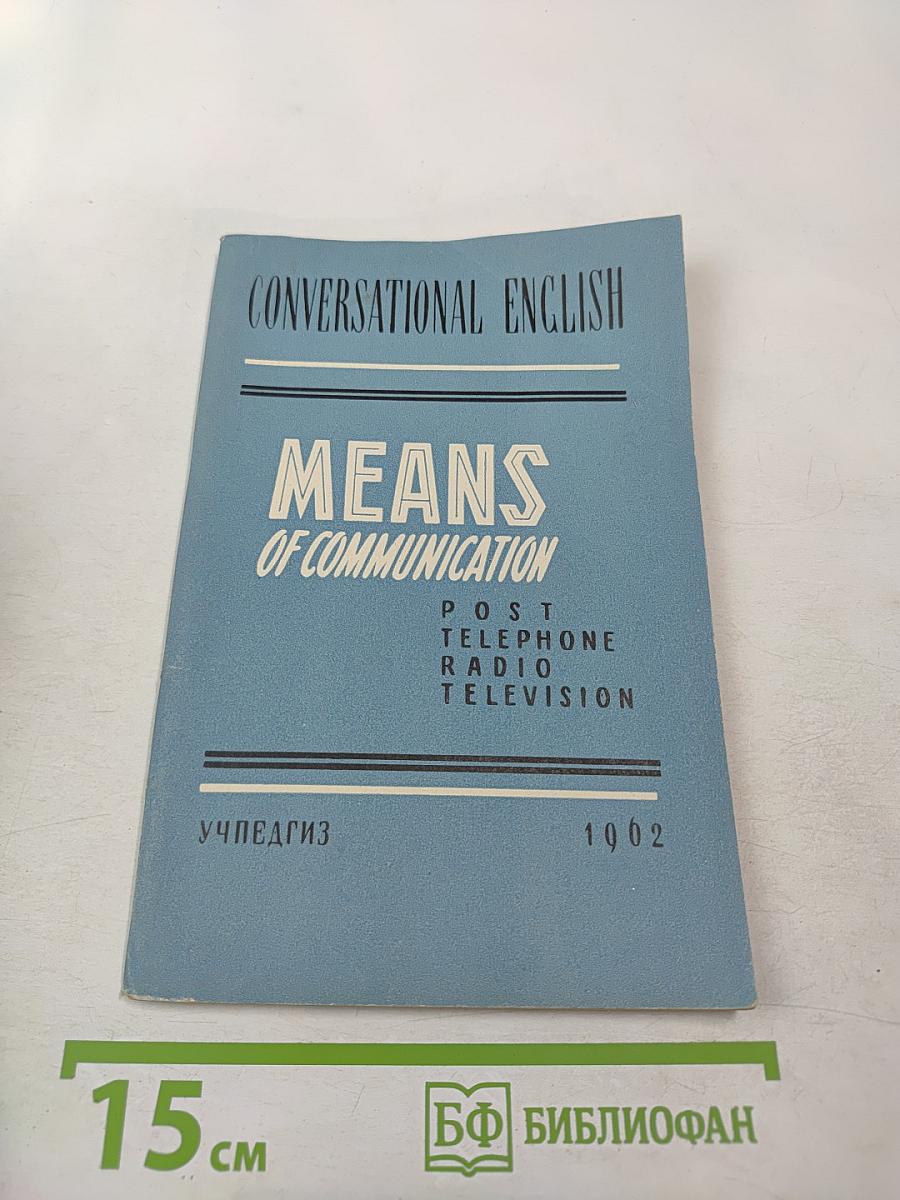 CONVERSATIONAL ENGLISH
MEANS
OF COMMUNICATION
POST
TELEPHONE
RADIO
TELEVISION
УЧПЕДГИЗ 1962
15 см БФ БИБЛИОФАН